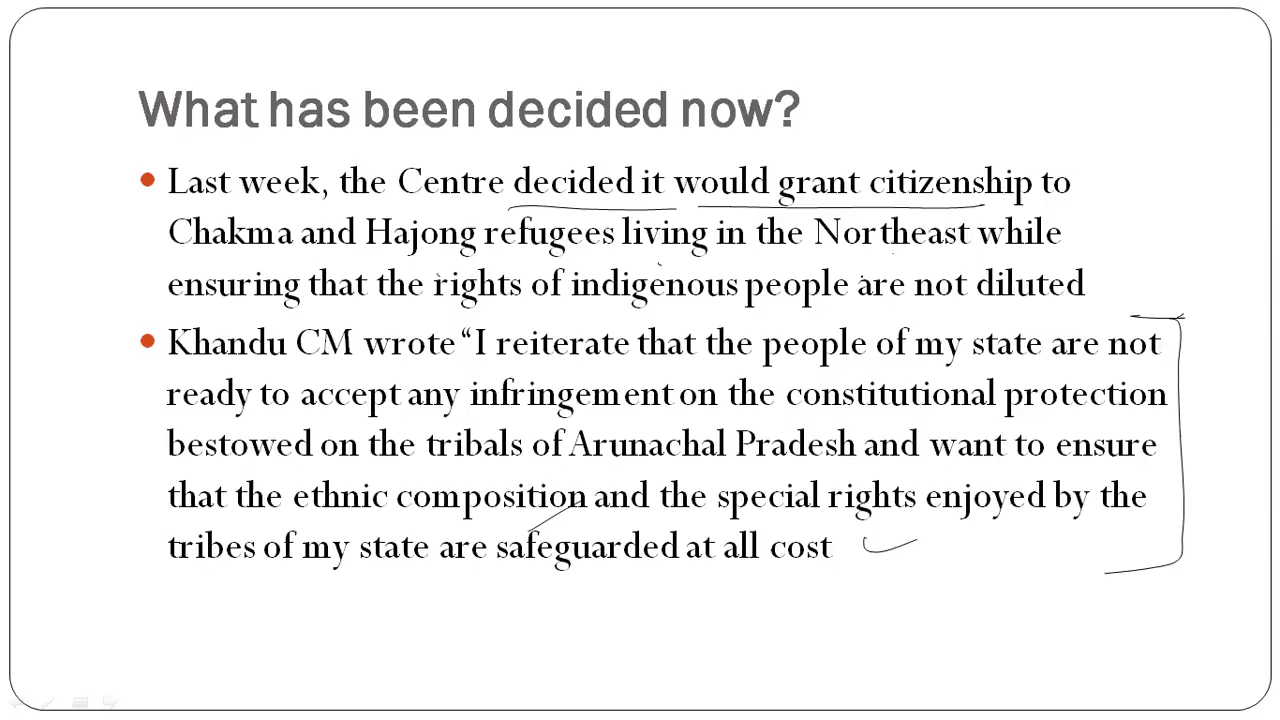 What has been decided now?
• Last week, the Centre decided it would grant citizenship to
Chakma and Hajong refugees living in the Northeast while
ensuring that the rights of indigenous people are not diluted
• Khandu CM wrote “I reiterate that the people of my state are not
ready to accept any infringement on the constitutional protection
bestowed on the tribals of Arunachal Pradesh and want to ensure
that the ethnic composition and the special rights enjoyed by the
tribes of my state are safeguarded at all cost